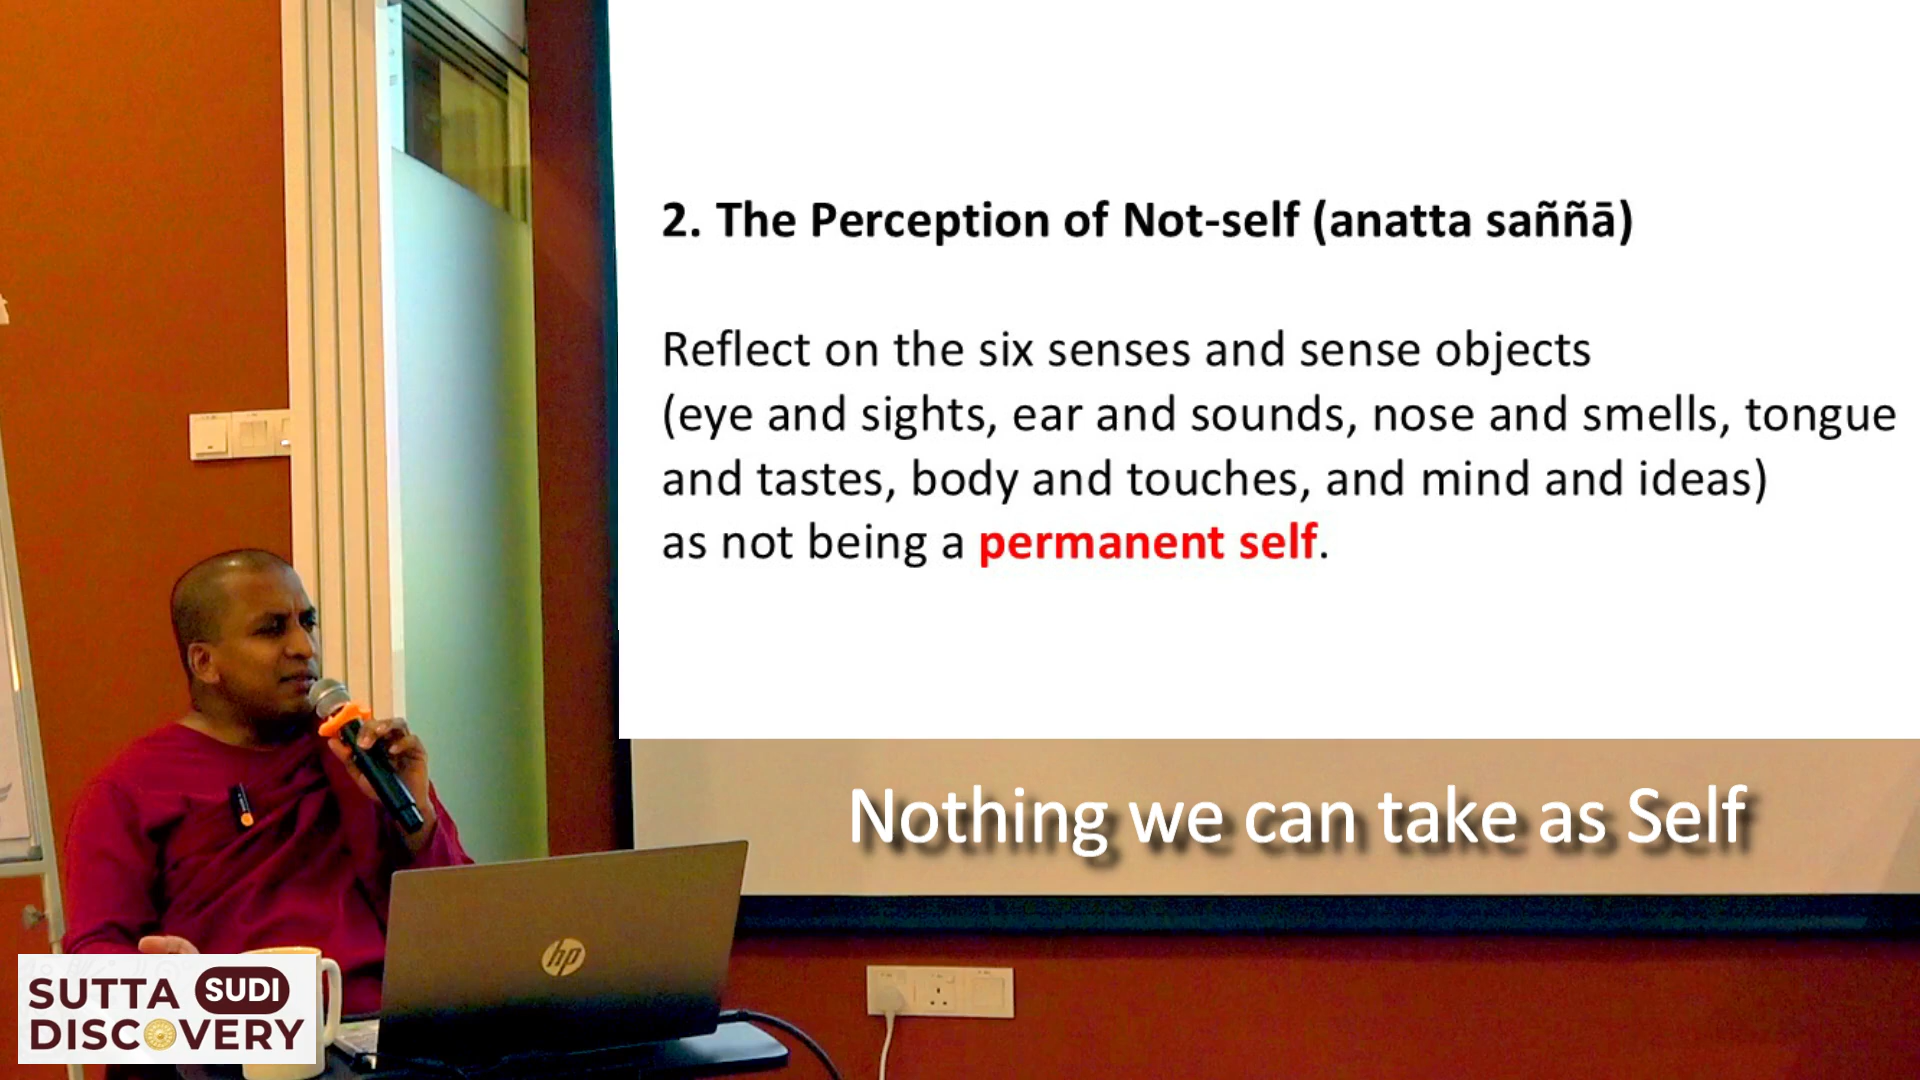 2. The Perception of Not-self (anatta saññā)
Reflect on the six senses and sense objects
(eye and sights, ear and sounds, nose and smells, tongue
and tastes, body and touches, and mind and ideas)
as not being a permanent self.
Nothing we can take as Self
hp
SUTTA SUDI
DISCOVERY